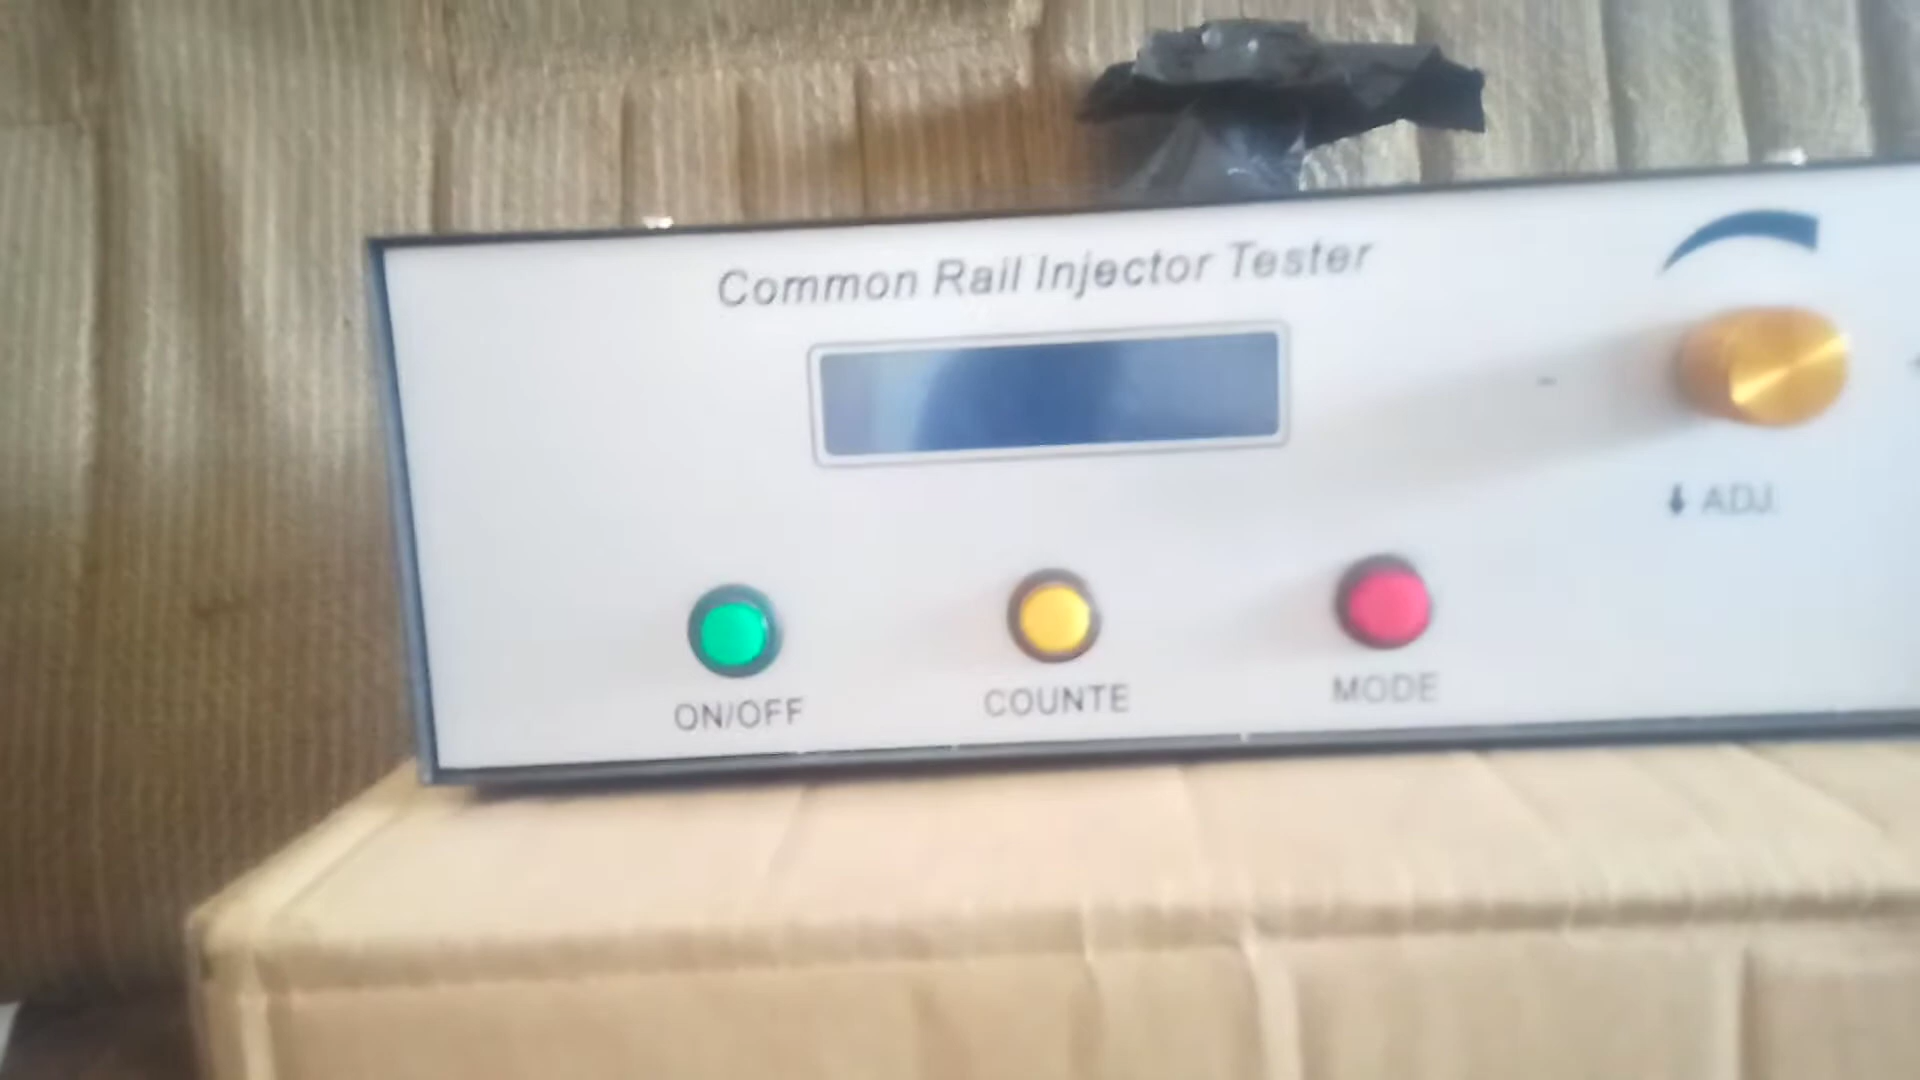 Common Rail Injector Tester
-
⬇ ADJ.
ON/OFF
COUNTE
MODE